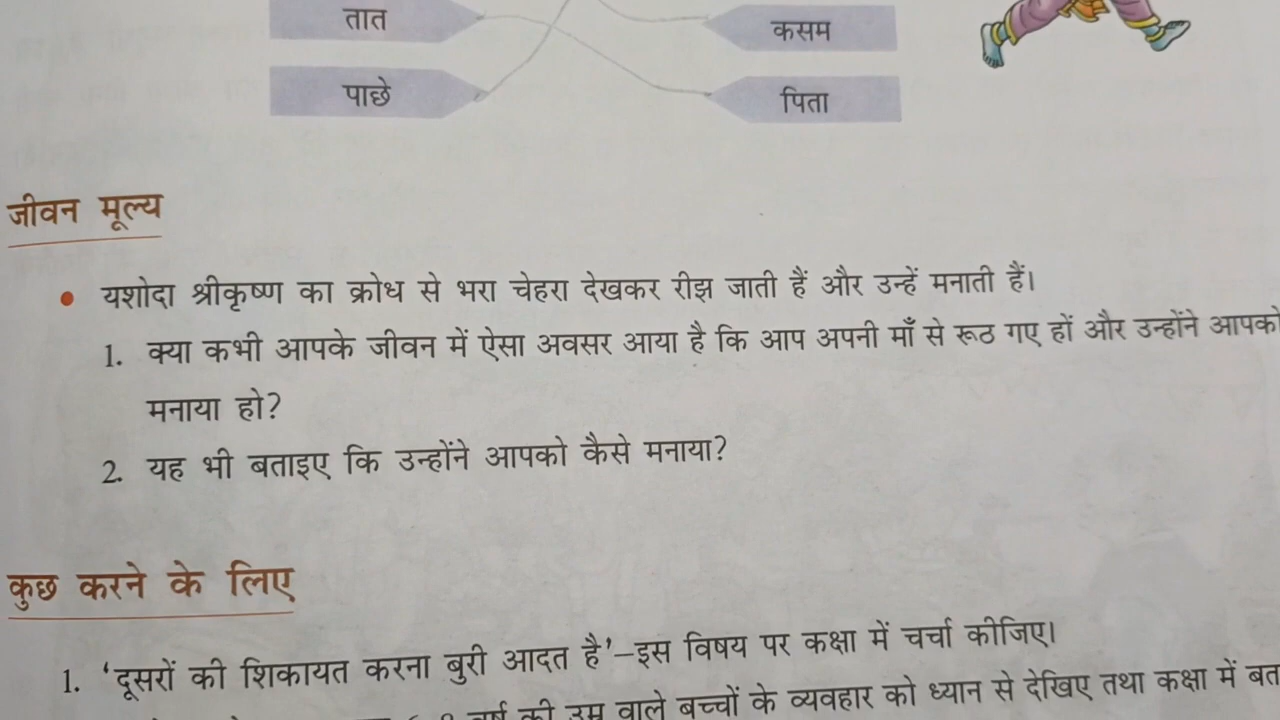 तात
कसम
पाछे
पिता
जीवन मूल्य
• यशोदा श्रीकृष्ण का क्रोध से भरा चेहरा देखकर रीझ जाती हैं और उन्हें मनाती हैं।
1. क्या कभी आपके जीवन में ऐसा अवसर आया है कि आप अपनी माँ से रूठ गए हों और उन्होंने आपको
मनाया हो?
2. यह भी बताइए कि उन्होंने आपको कैसे मनाया?
कुछ करने के लिए
1. ‘दूसरों की शिकायत करना बुरी आदत है’–इस विषय पर कक्षा में चर्चा कीजिए।
वर्ष की उम्र वाले बच्चों के व्यवहार को ध्यान से देखिए तथा कक्षा में